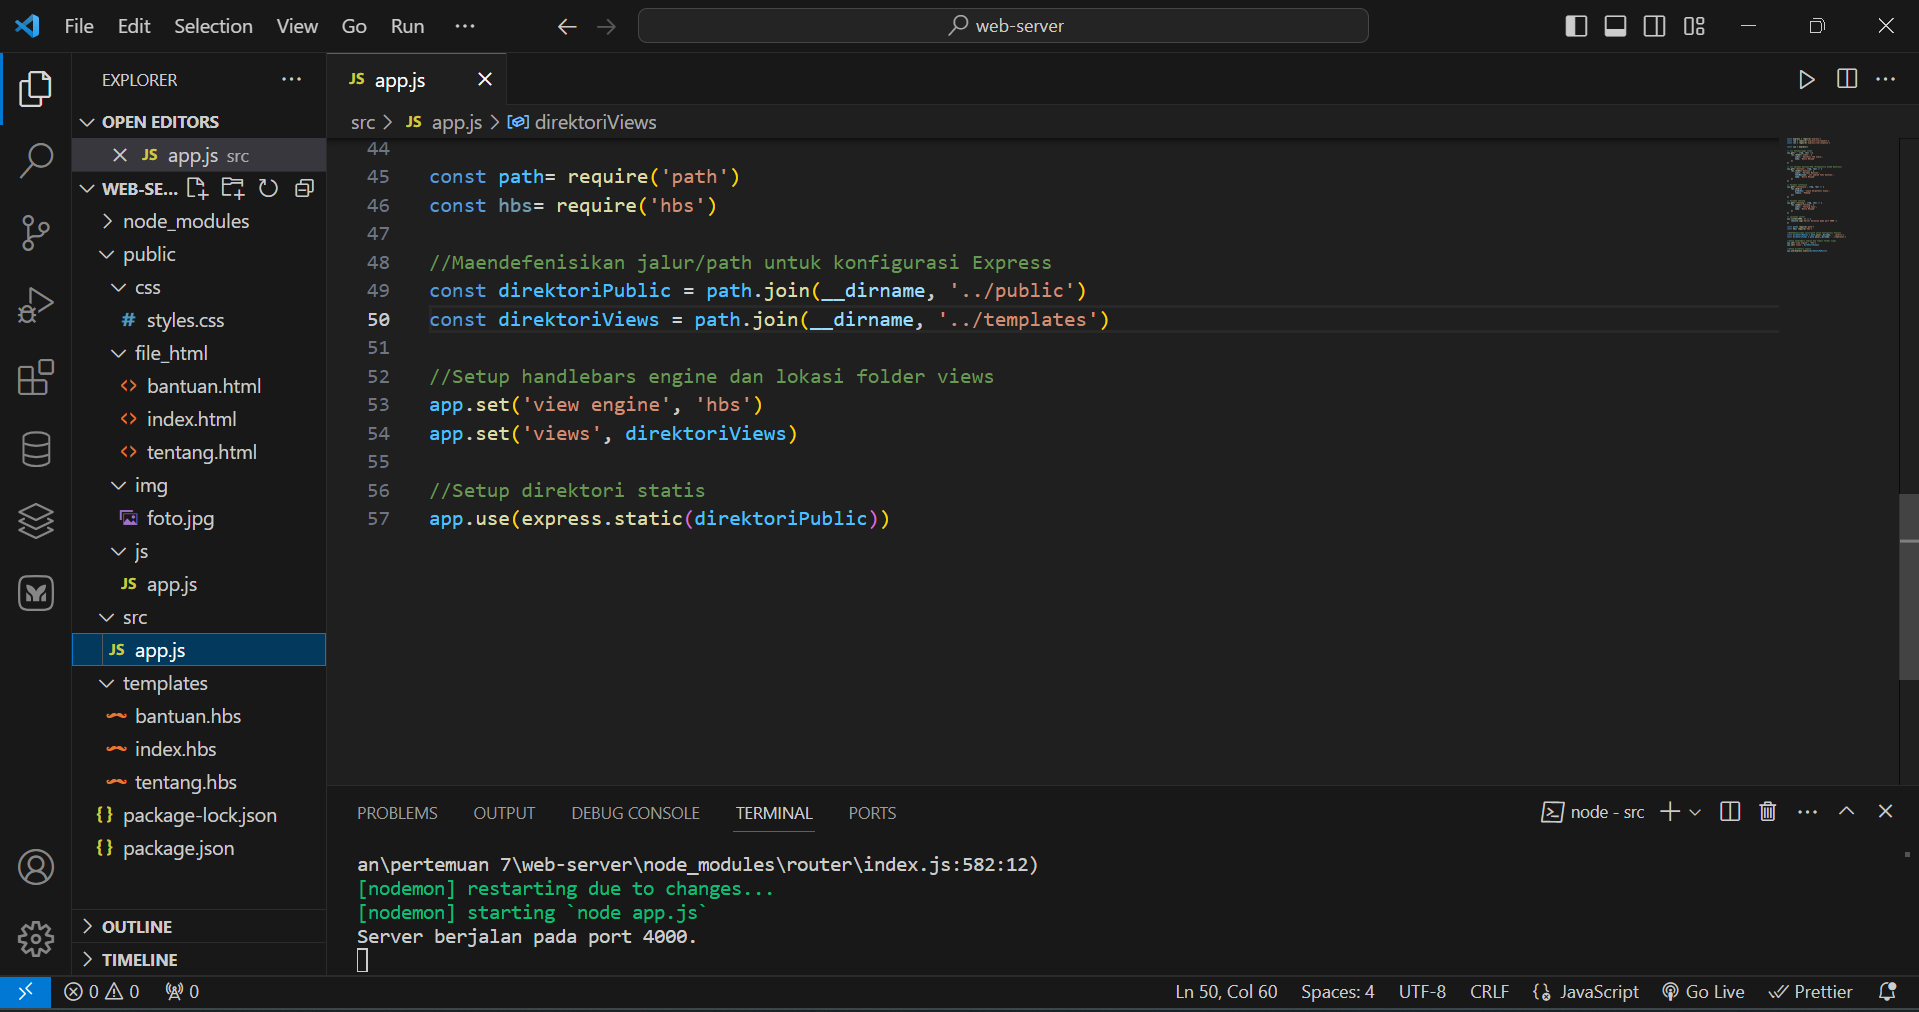 File Edit Selection View Go Run ··· web-server
EXPLORER ···
OPEN EDITORS
JS app.js src
WEB-SE...
node_modules
public
css
# styles.css
file_html
<> bantuan.html
<> index.html
<> tentang.html
img
foto.jpg
js
JS app.js
src
JS app.js
templates
bantuan.hbs
index.hbs
tentang.hbs
{} package-lock.json
{} package.json
OUTLINE
TIMELINE
JS app.js
src > JS app.js > direktoriViews
44
45 const path= require('path')
46 const hbs= require('hbs')
47
48 //Maendefenisikan jalur/path untuk konfigurasi Express
49 const direktoriPublic = path.join(__dirname, '../public')
50 const direktoriViews = path.join(__dirname, '../templates')
51
52 //Setup handlebars engine dan lokasi folder views
53 app.set('view engine', 'hbs')
54 app.set('views', direktoriViews)
55
56 //Setup direktori statis
57 app.use(express.static(direktoriPublic))
PROBLEMS OUTPUT DEBUG CONSOLE TERMINAL PORTS node - src
an\pertemuan 7\web-server\node_modules\router\index.js:582:12)
[nodemon] restarting due to changes...
[nodemon] starting `node app.js`
Server berjalan pada port 4000.
0 0 0 Ln 50, Col 60 Spaces: 4 UTF-8 CRLF JavaScript Go Live Prettier